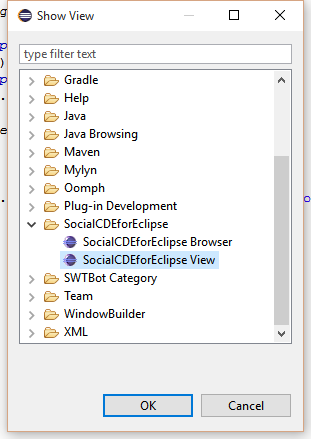 Show View
type filter text
Gradle
Help
Java
Java Browsing
Maven
Mylyn
Oomph
Plug-in Development
SocialCDEforEclipse
SocialCDEforEclipse Browser
SocialCDEforEclipse View
SWTBot Category
Team
WindowBuilder
XML
OK
Cancel